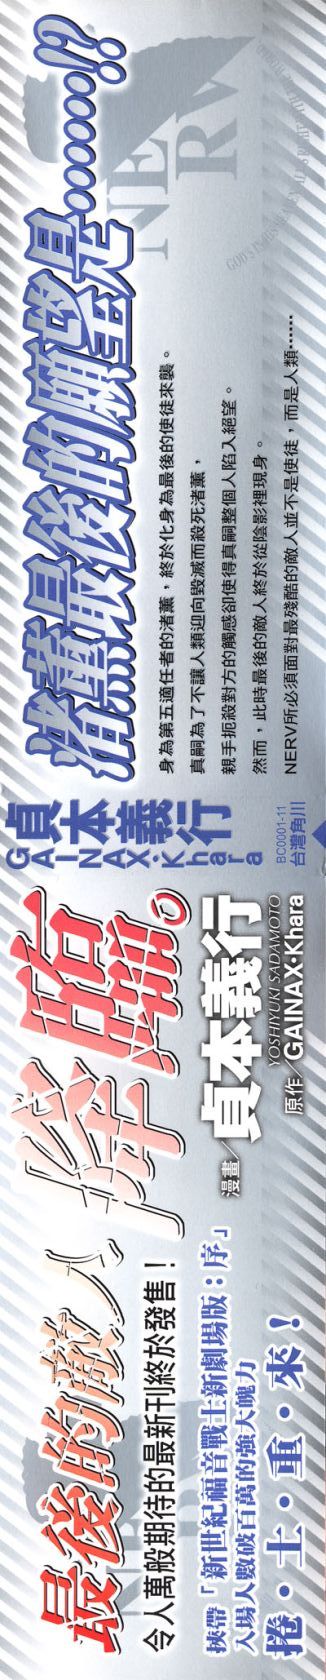 最後的敵人 降臨。
令人萬般期待的最新刊終於發售！
挾帶「新世紀福音戰士新劇場版：序」
入場人數破百萬的強大魄力
捲・土・重・來！
漫畫／貞本義行
YOSHIYUKI SADAMOTO
原作／GAINAX・Khara
貞本義行
GAINAX・Khara
BC0001-11
台灣角川
渚薰最後的願望是………!?
身為第五適任者的渚薰，終於化身為最後的使徒來襲。
真嗣為了不讓人類迎向毀滅而殺死渚薰，
親手扼殺對方的觸感卻使得真嗣整個人陷入絕望。
然而，此時最後的敵人終於從陰影裡現身。
NERV所必須面對最殘酷的敵人並不是使徒，而是人類……
NERV